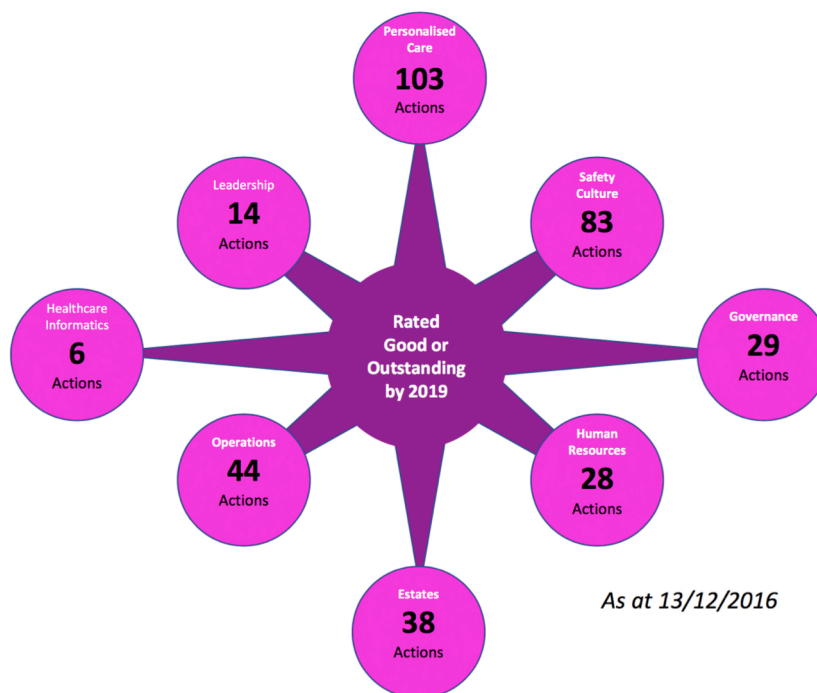 Personalised
Care
103
Actions
Leadership
14
Actions
Safety
Culture
83
Actions
Healthcare
Informatics
6
Actions
Rated
Good or
Outstanding
by 2019
Governance
29
Actions
Operations
44
Actions
Human
Resources
28
Actions
Estates
38
Actions
As at 13/12/2016